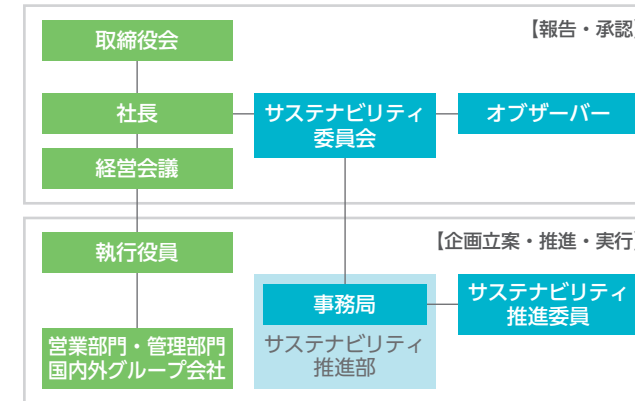 【報告・承認】
取締役会
社長
サステナビリティ
委員会
オブザーバー
経営会議
【企画立案・推進・実行】
執行役員
事務局
サステナビリティ
推進委員
営業部門・管理部門
国内外グループ会社
サステナビリティ
推進部